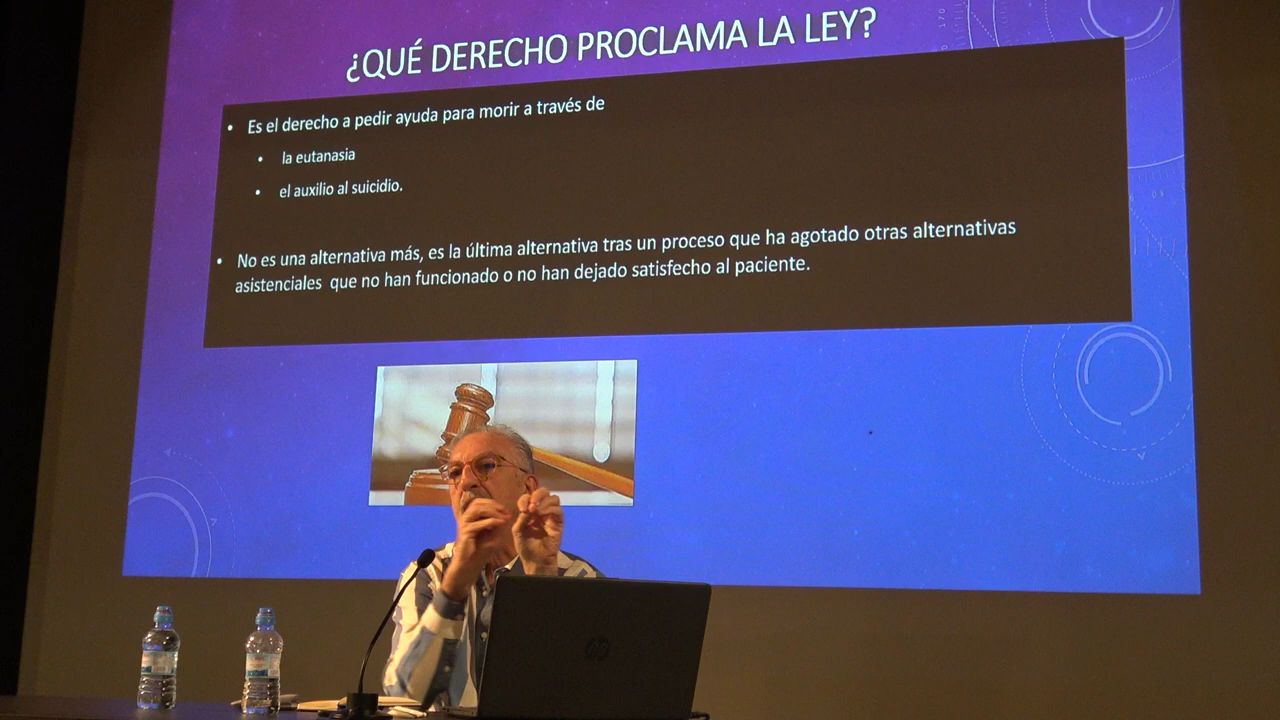 ¿QUÉ DERECHO PROCLAMA LA LEY?
• Es el derecho a pedir ayuda para morir a través de
• la eutanasia
• el auxilio al suicidio.
• No es una alternativa más, es la última alternativa tras un proceso que ha agotado otras alternativas
asistenciales que no han funcionado o no han dejado satisfecho al paciente.
hp